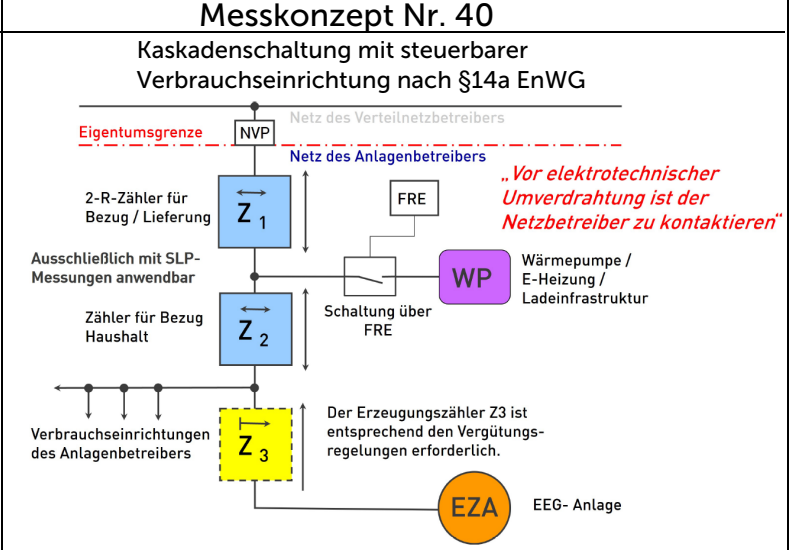 Messkonzept Nr. 40
Kaskadenschaltung mit steuerbarer
Verbrauchseinrichtung nach §14a EnWG
Netz des Verteilnetzbetreibers
Eigentumsgrenze
NVP
Netz des Anlagenbetreibers
„Vor elektrotechnischer
Umverdrahtung ist der
Netzbetreiber zu kontaktieren“
2-R-Zähler für
Bezug / Lieferung
Z 1
FRE
Ausschließlich mit SLP-
Messungen anwendbar
WP
Wärmepumpe /
E-Heizung /
Ladeinfrastruktur
Schaltung über
FRE
Zähler für Bezug
Haushalt
Z 2
Verbrauchseinrichtungen
des Anlagenbetreibers
Z 3
Der Erzeugungszähler Z3 ist
entsprechend den Vergütungs-
regelungen erforderlich.
EZA
EEG- Anlage